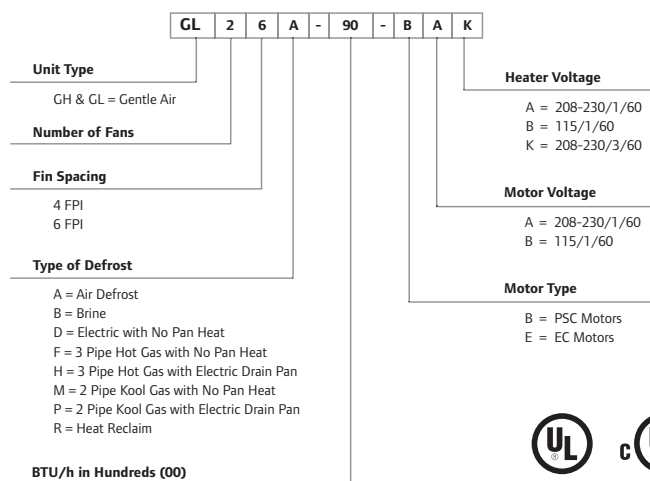 GL 2 6 A - 90 - B A K
Unit Type
GH & GL = Gentle Air
Number of Fans
Fin Spacing
4 FPI
6 FPI
Type of Defrost
A = Air Defrost
B = Brine
D = Electric with No Pan Heat
F = 3 Pipe Hot Gas with No Pan Heat
H = 3 Pipe Hot Gas with Electric Drain Pan
M = 2 Pipe Kool Gas with No Pan Heat
P = 2 Pipe Kool Gas with Electric Drain Pan
R = Heat Reclaim
BTU/h in Hundreds (00)
Heater Voltage
A = 208-230/1/60
B = 115/1/60
K = 208-230/3/60
Motor Voltage
A = 208-230/1/60
B = 115/1/60
Motor Type
B = PSC Motors
E = EC Motors
UL ®
C